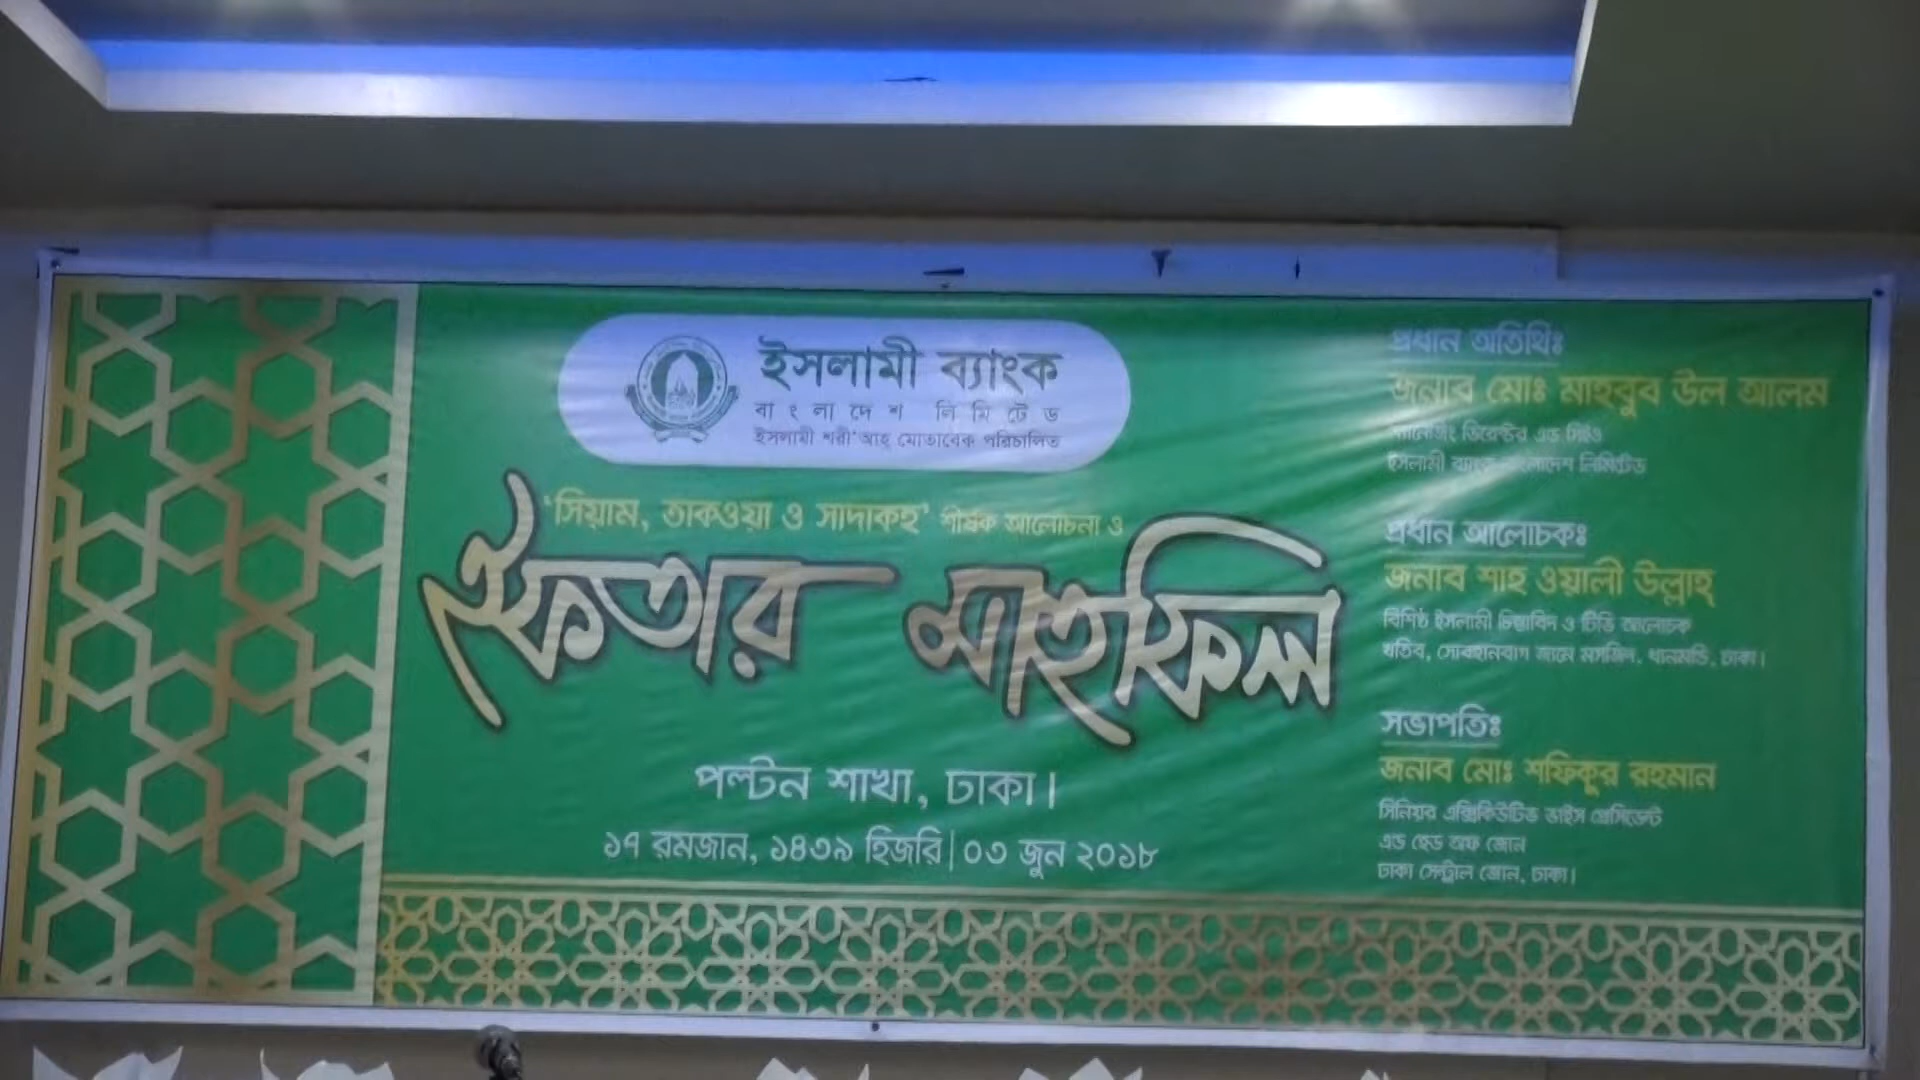 ইসলামী ব্যাংক
বাংলাদেশ লিমিটেড
ইসলামী শরী'আহ্ মোতাবেক পরিচালিত
'সিয়াম, তাকওয়া ও সাদাকহ' শীর্ষক আলোচনা ও
ইফতার মাহফিল
পল্টন শাখা, ঢাকা।
১৭ রমজান, ১৪৩৯ হিজরি | ০৩ জুন ২০১৮
প্রধান অতিথিঃ
জনাব মোঃ মাহবুব উল আলম
ম্যানেজিং ডিরেক্টর এন্ড সিইও
ইসলামী ব্যাংক বাংলাদেশ লিমিটেড
প্রধান আলোচকঃ
জনাব শাহ ওয়ালী উল্লাহ
বিশিষ্ট ইসলামী চিন্তাবিদ ও টিভি আলোচক
খতিব, সোবহানবাগ জামে মসজিদ, ধানমন্ডি, ঢাকা।
সভাপতিঃ
জনাব মোঃ শফিকুর রহমান
সিনিয়র এক্সিকিউটিভ ভাইস প্রেসিডেন্ট
এন্ড হেড অফ জোন
ঢাকা সেন্ট্রাল জোন, ঢাকা।